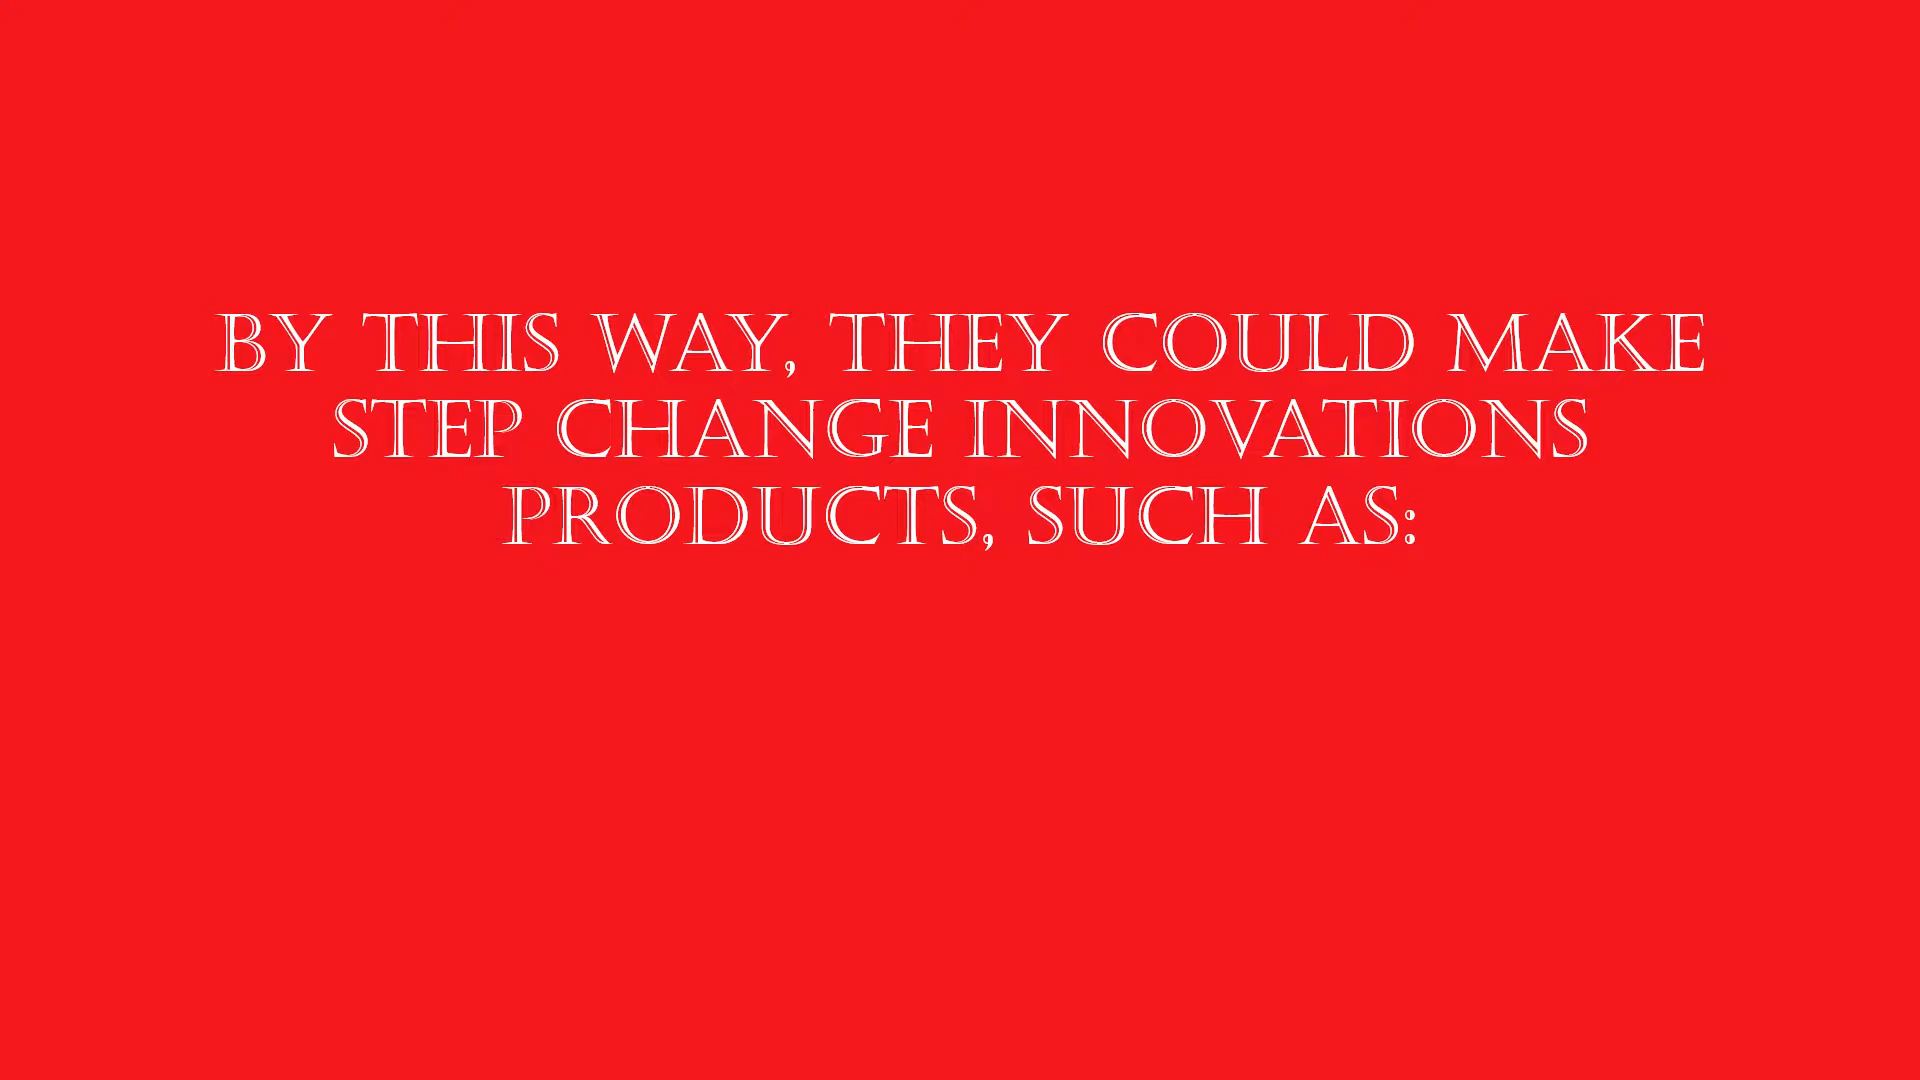 BY THIS WAY, THEY COULD MAKE
STEP CHANGE INNOVATIONS
PRODUCTS, SUCH AS: